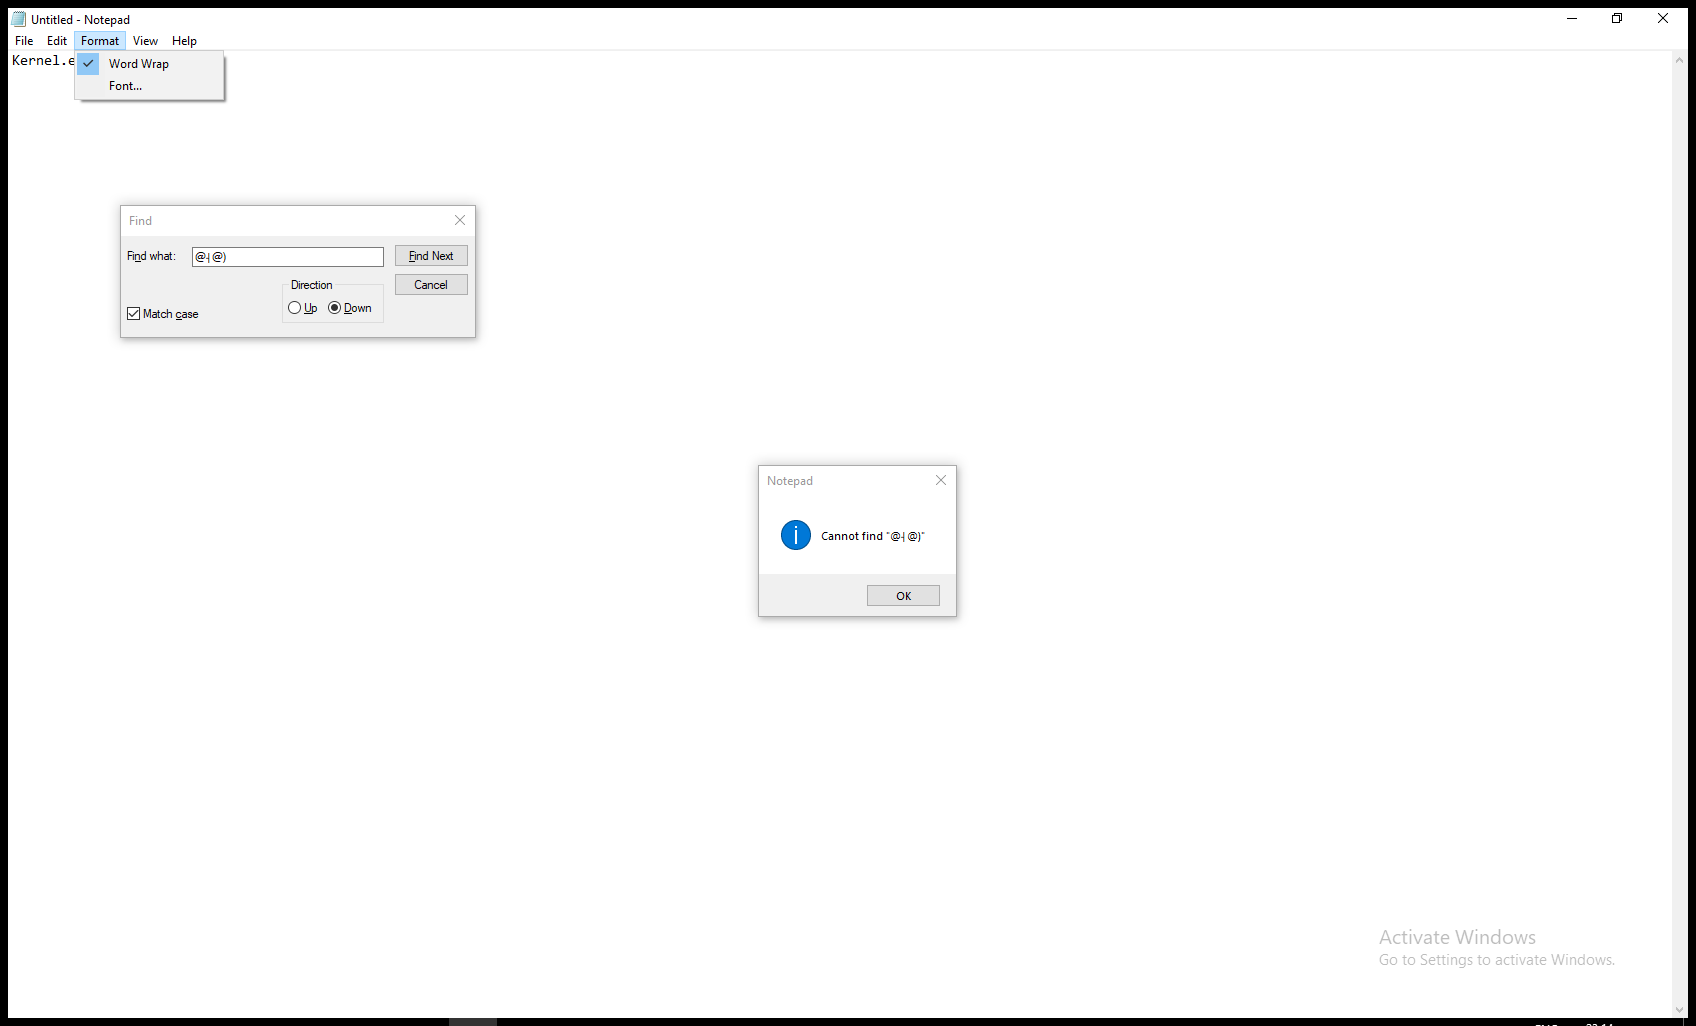 Untitled - Notepad
File Edit Format View Help
Kernel.e
Word Wrap
Font...
Find
Find what:
Find Next
Direction
Cancel
Up Down
Match case
Notepad
Cannot find
OK
Activate Windows
Go to Settings to activate Windows.